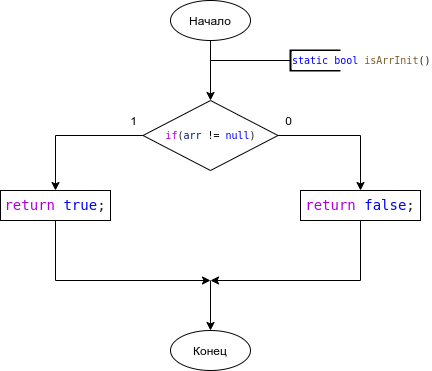 Начало
static bool isArrInit()
1
0
if(arr != null)
return true;
return false;
Конец